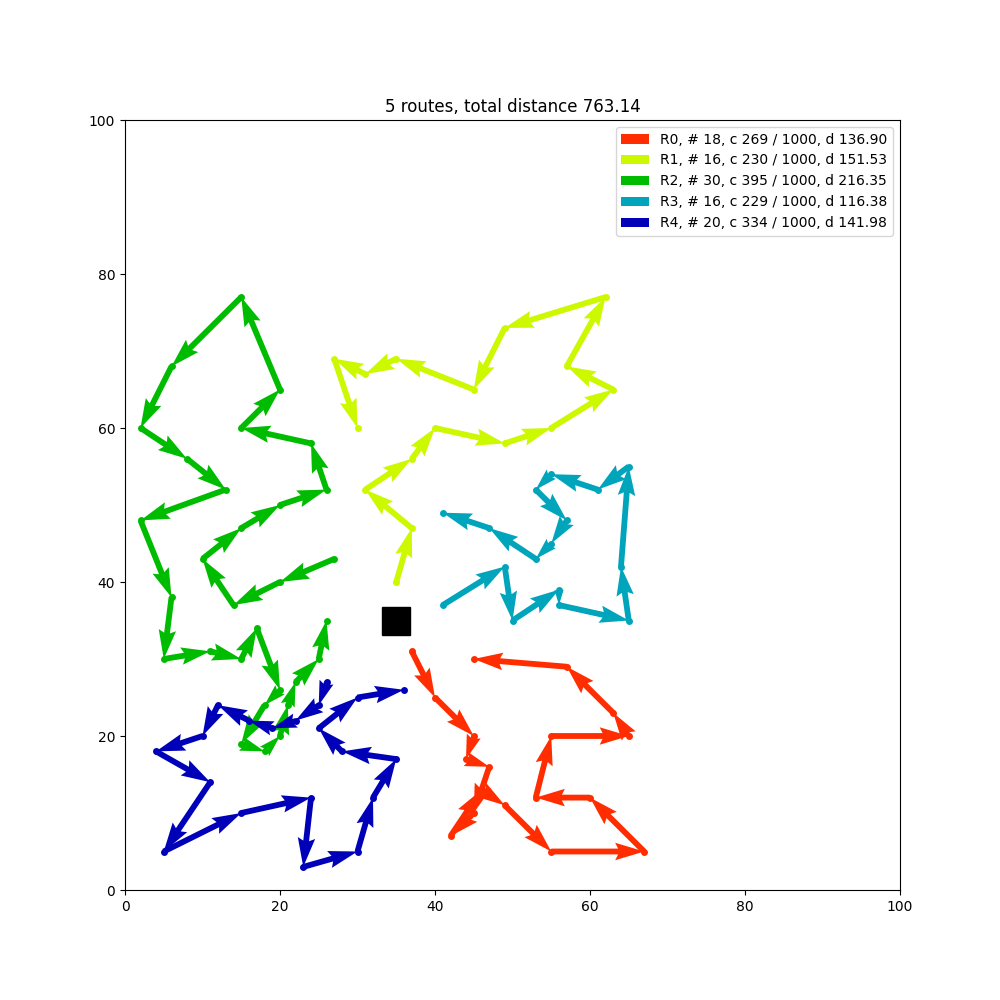 5 routes, total distance 763.14
R0, # 18, c 269 / 1000, d 136.90
R1, # 16, c 230 / 1000, d 151.53
R2, # 30, c 395 / 1000, d 216.35
R3, # 16, c 229 / 1000, d 116.38
R4, # 20, c 334 / 1000, d 141.98
100
80
60
40
20
0
0 20 40 60 80 100